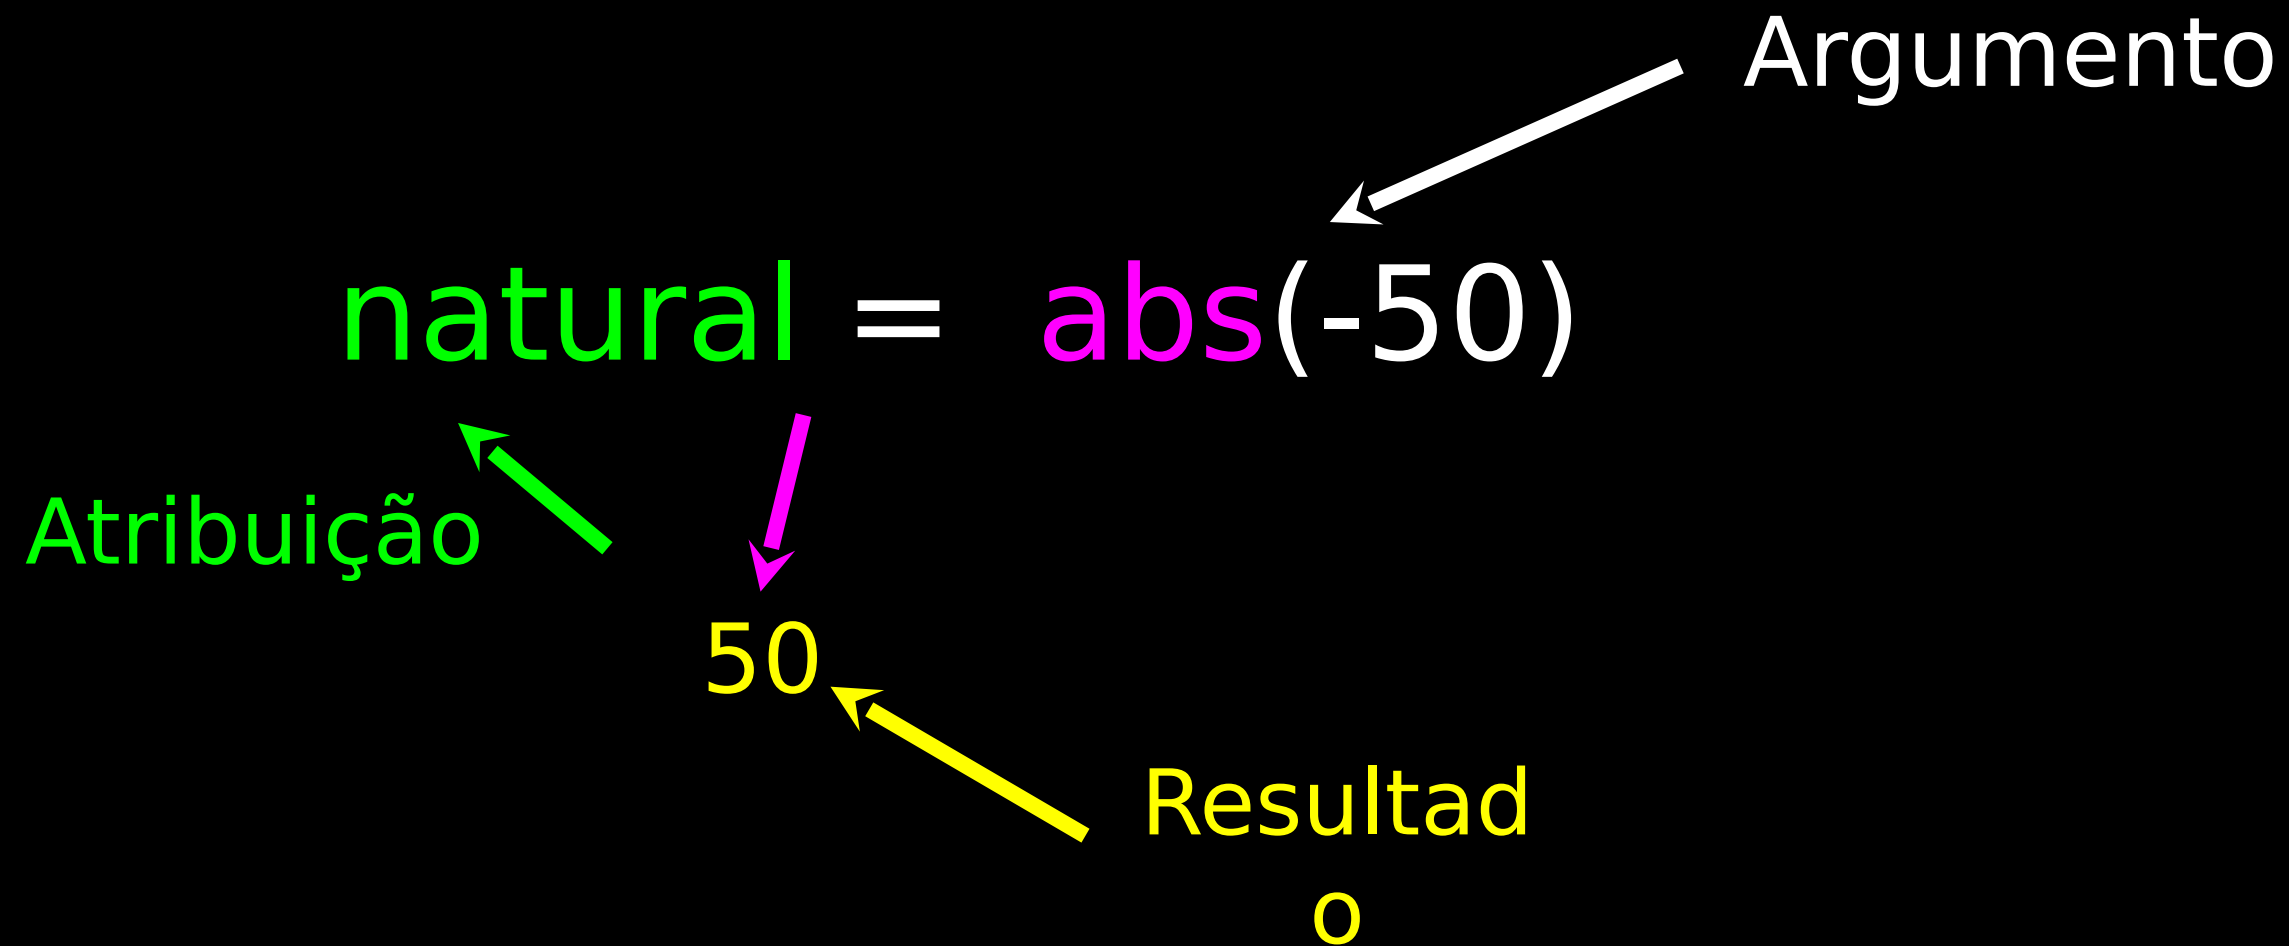 Argumento
natural = abs(-50)
Atribuição
50
Resultad
o